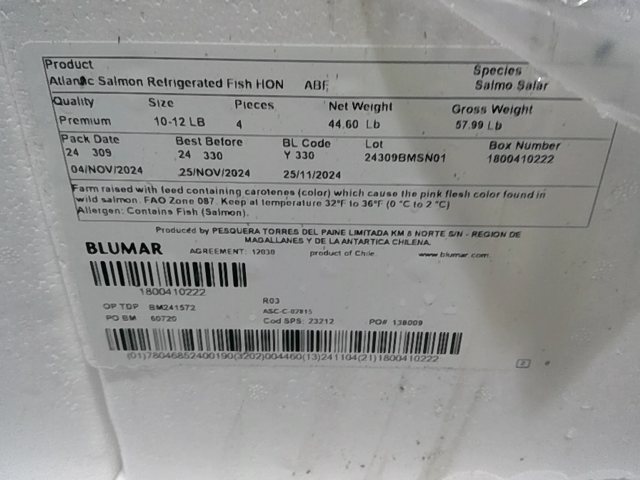 Product Species
Atlantic Salmon Refrigerated Fish HON ABF Salmo Salar
Quality Size Pieces Net Weight Gross Weight
Premium 10-12 LB 4 44.60 Lb 57.99 Lb
Pack Date Best Before BL Code Lot Box Number
24 309 24 330 Y 330 24309BMSN01 1800410222
04/NOV/2024 25/NOV/2024 25/11/2024
Farm raised with feed containing carotenes (color) which cause the pink flesh color found in
wild salmon. FAO Zone 087. Keep al temperature 32°F to 36°F (0 °C to 2 °C)
Allergen: Contains Fish (Salmon).
Produced by PESQUERA TORRES DEL PAINE LIMITADA KM 8 NORTE S/N - REGION DE
MAGALLANES Y DE LA ANTARTICA CHILENA.
BLUMAR AGREEMENT: 12030 product of Chile www.blumar.com
1800410222
R03
OP TOP BM241572 ASC-C-02815
PO BM 60720 Cod SPS: 23212 PO# 138009
(01)78046852400190(3202)004460(13)241104(21)1800410222
2